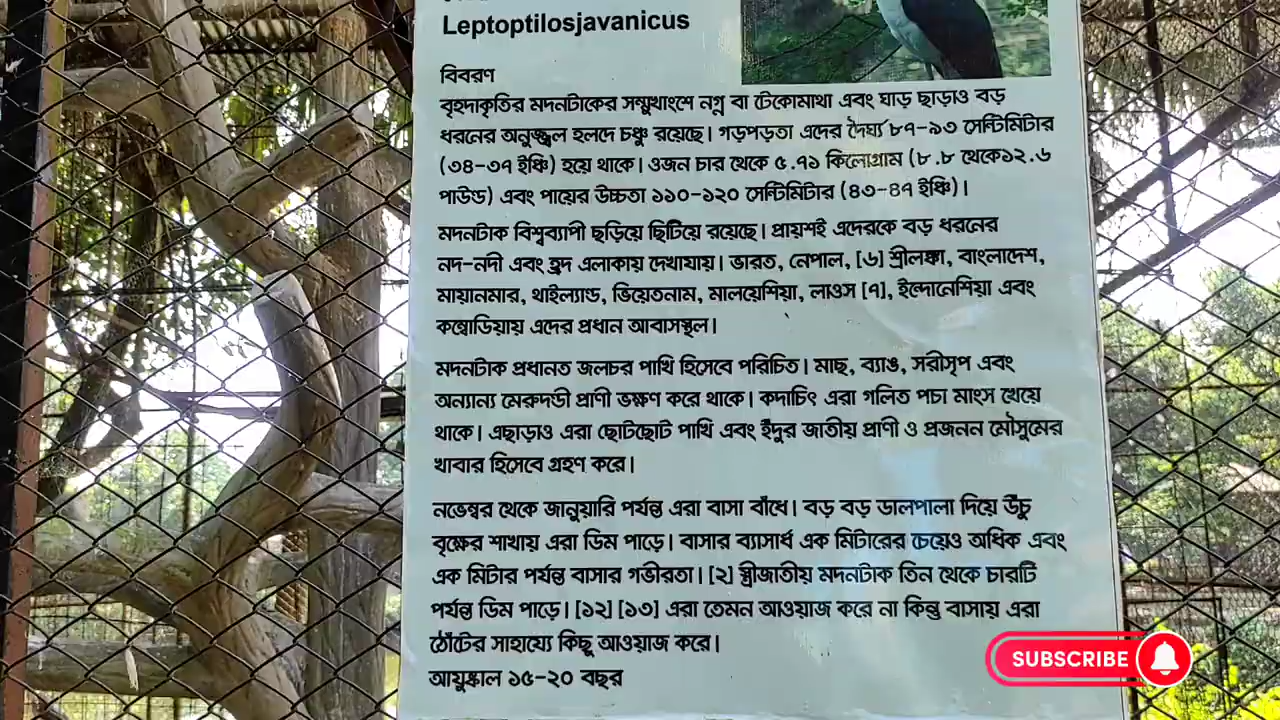 Leptoptilosjavanicus
বিবরণ
বৃহদাকৃতির মদনটাকের সম্মুখাংশে নগ্ন বা টেকোমাথা এবং ঘাড় ছাড়াও বড়
ধরনের অনুজ্জ্বল হলদে চঞ্চু রয়েছে। গড়পড়তা এদের দৈর্ঘ্য ৮৭-৯৩ সেন্টিমিটার
(৩৪-৩৭ ইঞ্চি) হয়ে থাকে। ওজন চার থেকে ৫.৭১ কিলোগ্রাম (৮.৮ থেকে১২.৬
পাউন্ড) এবং পায়ের উচ্চতা ১১০-১২০ সেন্টিমিটার (৪৩-৪৭ ইঞ্চি)।
মদনটাক বিশ্বব্যাপী ছড়িয়ে ছিটিয়ে রয়েছে। প্রায়শই এদেরকে বড় ধরনের
নদ-নদী এবং হ্রদ এলাকায় দেখাযায়। ভারত, নেপাল, [৬] শ্রীলঙ্কা, বাংলাদেশ,
মায়ানমার, থাইল্যান্ড, ভিয়েতনাম, মালয়েশিয়া, লাওস [৭], ইন্দোনেশিয়া এবং
কম্বোডিয়ায় এদের প্রধান আবাসস্থল।
মদনটাক প্রধানত জলচর পাখি হিসেবে পরিচিত। মাছ, ব্যাঙ, সরীসৃপ এবং
অন্যান্য মেরুদন্ডী প্রাণী ভক্ষণ করে থাকে। কদাচিৎ এরা গলিত পচা মাংস খেয়ে
থাকে। এছাড়াও এরা ছোটছোট পাখি এবং ইঁদুর জাতীয় প্রাণী ও প্রজনন মৌসুমের
খাবার হিসেবে গ্রহণ করে।
নভেম্বর থেকে জানুয়ারি পর্যন্ত এরা বাসা বাঁধে। বড় বড় ডালপালা দিয়ে উঁচু
বৃক্ষের শাখায় এরা ডিম পাড়ে। বাসার ব্যাসার্ধ এক মিটারের চেয়েও অধিক এবং
এক মিটার পর্যন্ত বাসার গভীরতা। [২] স্ত্রীজাতীয় মদনটাক তিন থেকে চারটি
পর্যন্ত ডিম পাড়ে। [১২] [১৩] এরা তেমন আওয়াজ করে না কিন্তু বাসায় এরা
ঠোঁটের সাহায্যে কিছু আওয়াজ করে।
আয়ুষ্কাল ১৫-২০ বছর
SUBSCRIBE